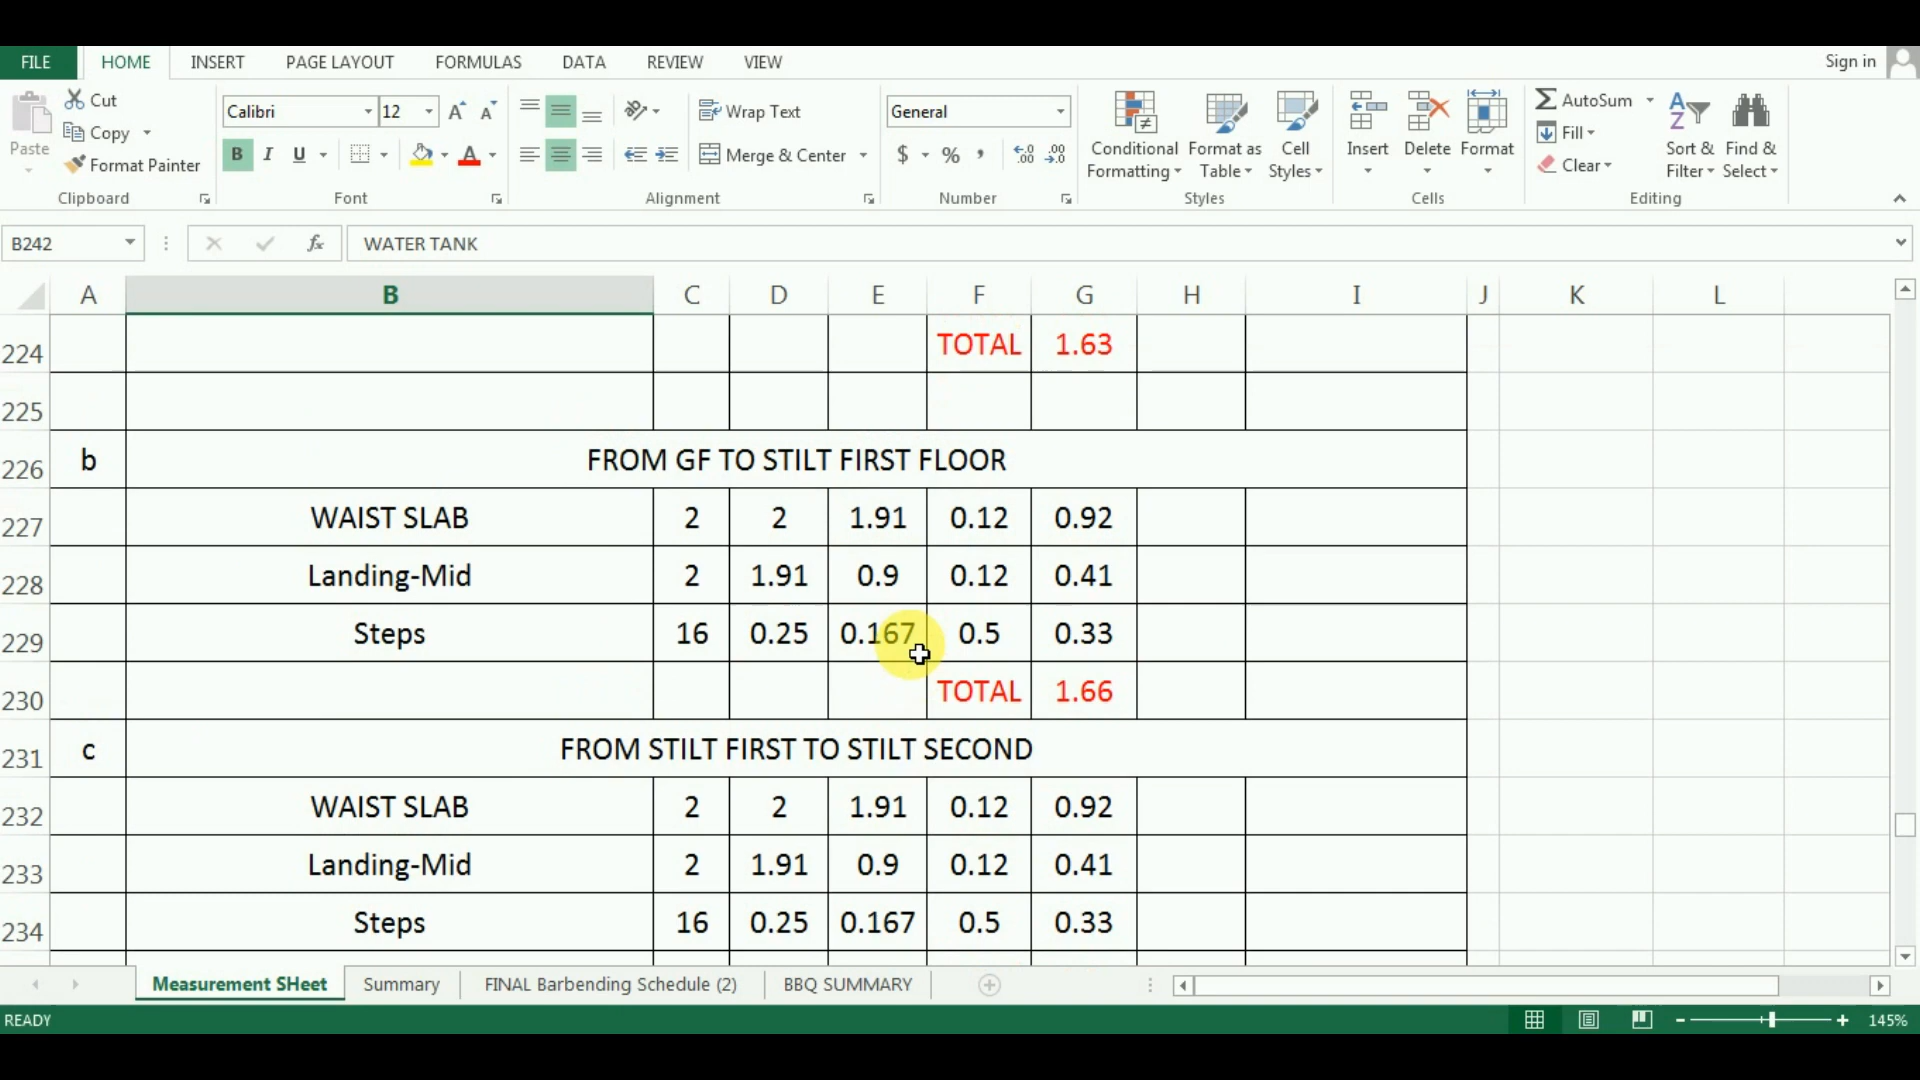 FILE HOME INSERT PAGE LAYOUT FORMULAS DATA REVIEW VIEW Sign in
Cut
Copy
Format Painter
Paste
Clipboard
Calibri 12
B I U A
Font
Wrap Text
Merge & Center
Alignment
General
$ % ,
Number
Conditional Formatting
Format as Table
Cell Styles
Styles
Insert Delete Format
Cells
AutoSum
Fill
Clear
Sort & Filter
Find & Select
Editing
B242 fx WATER TANK
A B C D E F G H I J K L
224 TOTAL 1.63
225
226 b FROM GF TO STILT FIRST FLOOR
227 WAIST SLAB 2 2 1.91 0.12 0.92
228 Landing-Mid 2 1.91 0.9 0.12 0.41
229 Steps 16 0.25 0.167 0.5 0.33
230 TOTAL 1.66
231 c FROM STILT FIRST TO STILT SECOND
232 WAIST SLAB 2 2 1.91 0.12 0.92
233 Landing-Mid 2 1.91 0.9 0.12 0.41
234 Steps 16 0.25 0.167 0.5 0.33
Measurement SHeet Summary FINAL Barbending Schedule (2) BBQ SUMMARY
READY 145%